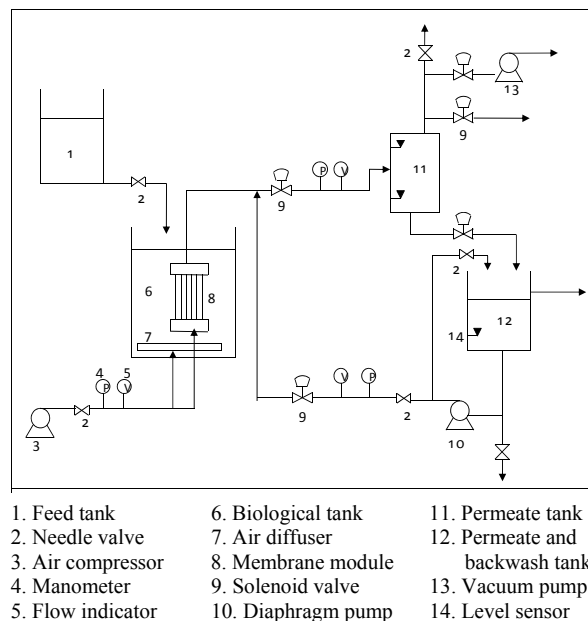 2
13
9
1
P
V
11
2
9
2
6
8
12
7
14
4
5
P
V
V
P
2
9
2
3
10
1. Feed tank
2. Needle valve
3. Air compressor
4. Manometer
5. Flow indicator
6. Biological tank
7. Air diffuser
8. Membrane module
9. Solenoid valve
10. Diaphragm pump
11. Permeate tank
12. Permeate and
backwash tank
13. Vacuum pump
14. Level sensor